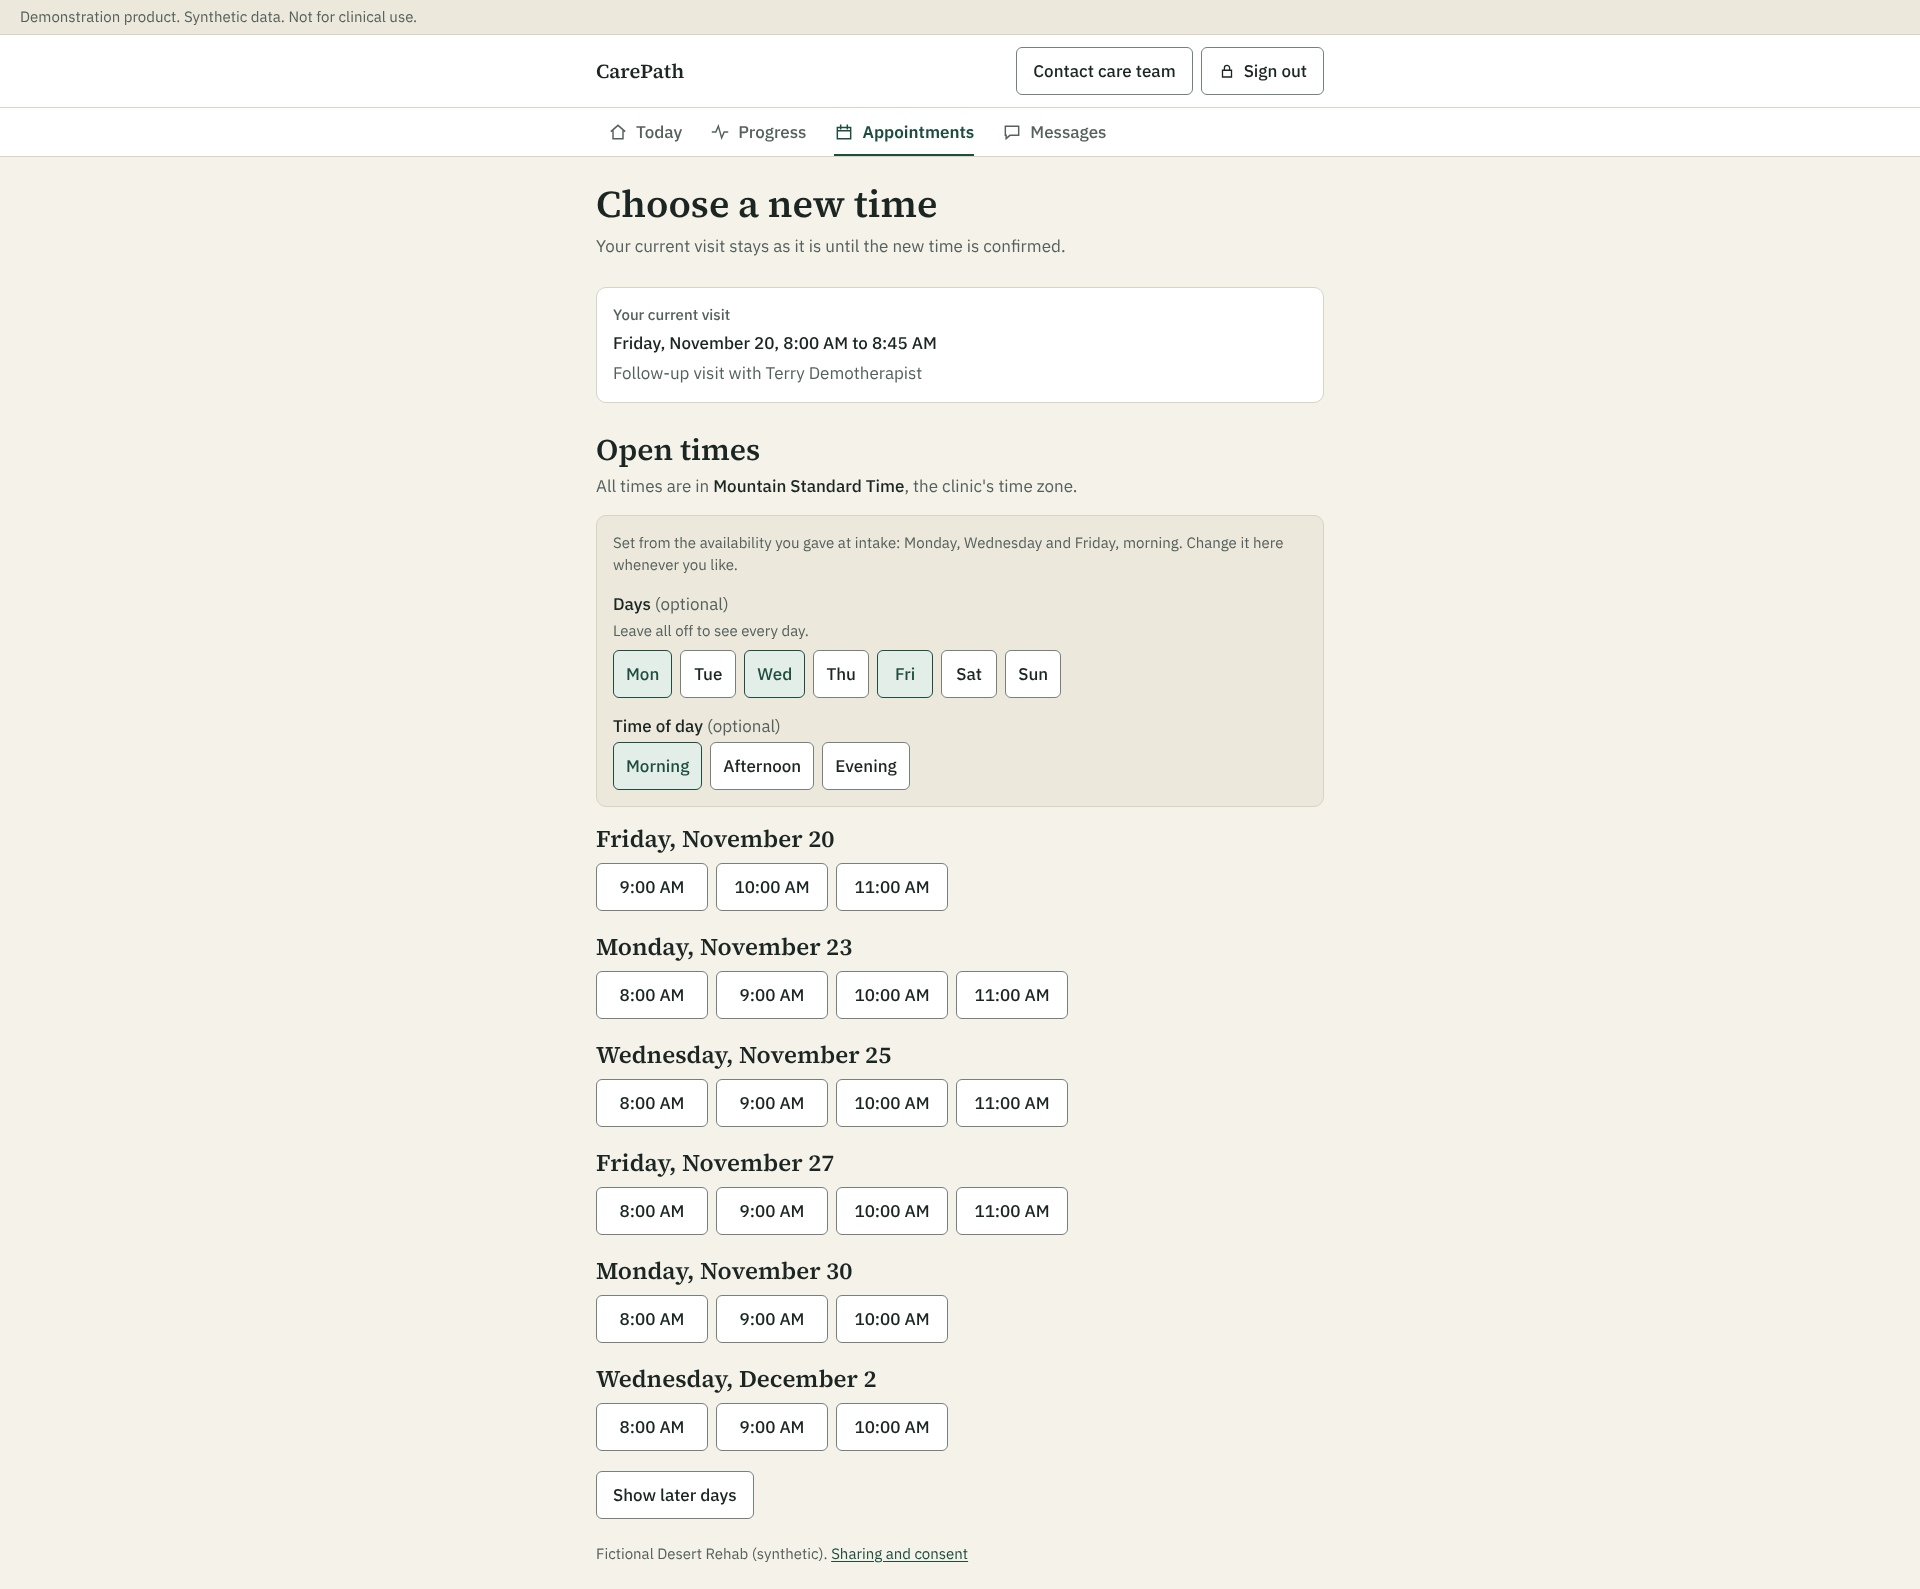 Demonstration product. Synthetic data. Not for clinical use.
CarePath
Contact care team
Sign out
Today
Progress
Appointments
Messages
Choose a new time
Your current visit stays as it is until the new time is confirmed.
Your current visit
Friday, November 20, 8:00 AM to 8:45 AM
Follow-up visit with Terry Demotherapist
Open times
All times are in Mountain Standard Time, the clinic's time zone.
Set from the availability you gave at intake: Monday, Wednesday and Friday, morning. Change it here
whenever you like.
Days (optional)
Leave all off to see every day.
Mon Tue Wed Thu Fri Sat Sun
Time of day (optional)
Morning Afternoon Evening
Friday, November 20
9:00 AM 10:00 AM 11:00 AM
Monday, November 23
8:00 AM 9:00 AM 10:00 AM 11:00 AM
Wednesday, November 25
8:00 AM 9:00 AM 10:00 AM 11:00 AM
Friday, November 27
8:00 AM 9:00 AM 10:00 AM 11:00 AM
Monday, November 30
8:00 AM 9:00 AM 10:00 AM
Wednesday, December 2
8:00 AM 9:00 AM 10:00 AM
Show later days
Fictional Desert Rehab (synthetic). Sharing and consent